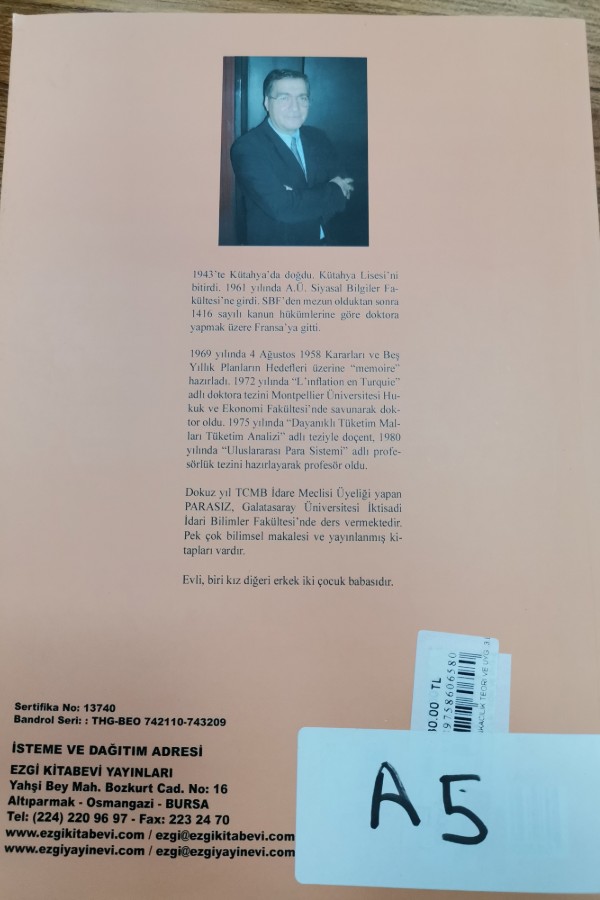 1943'te Kütahya'da doğdu. Kütahya Lisesi'ni
bitirdi. 1961 yılında A.Ü. Siyasal Bilgiler Fa-
kültesi'ne girdi. SBF'den mezun olduktan sonra
1416 sayılı kanun hükümlerine göre doktora
yapmak üzere Fransa'ya gitti.
1969 yılında 4 Ağustos 1958 Kararları ve Beş
Yıllık Planların Hedefleri üzerine “memoire”
hazırladı. 1972 yılında “L'ınflation en Turquie”
adlı doktora tezini Montpellier Üniversitesi Hu-
kuk ve Ekonomi Fakültesi'nde savunarak dok-
tor oldu. 1975 yılında “Dayanıklı Tüketim Mal-
ları Tüketim Analizi” adlı teziyle doçent, 1980
yılında “Uluslararası Para Sistemi” adlı profe-
sörlük tezini hazırlayarak profesör oldu.
Dokuz yıl TCMB İdare Meclisi Üyeliği yapan
PARASIZ, Galatasaray Üniversitesi İktisadi
İdari Bilimler Fakültesi'nde ders vermektedir.
Pek çok bilimsel makalesi ve yayınlanmış ki-
tapları vardır.
Evli, biri kız diğeri erkek iki çocuk babasıdır.
Sertifika No: 13740
Bandrol Seri: : THG-BEO 742110-743209
İSTEME VE DAĞITIM ADRESİ
EZGİ KİTABEVİ YAYINLARI
Yahşi Bey Mah. Bozkurt Cad. No: 16
Altıparmak - Osmangazi - BURSA
Tel: (224) 220 96 97 - Fax: 223 24 70
www.ezgikitabevi.com / ezgi@ezgikitabevi.com
www.ezgiyayinevi.com / ezgi@ezgiyayinevi.com
0.00 TL
9758606580
KACILIK TEORİ VE UYG
A5